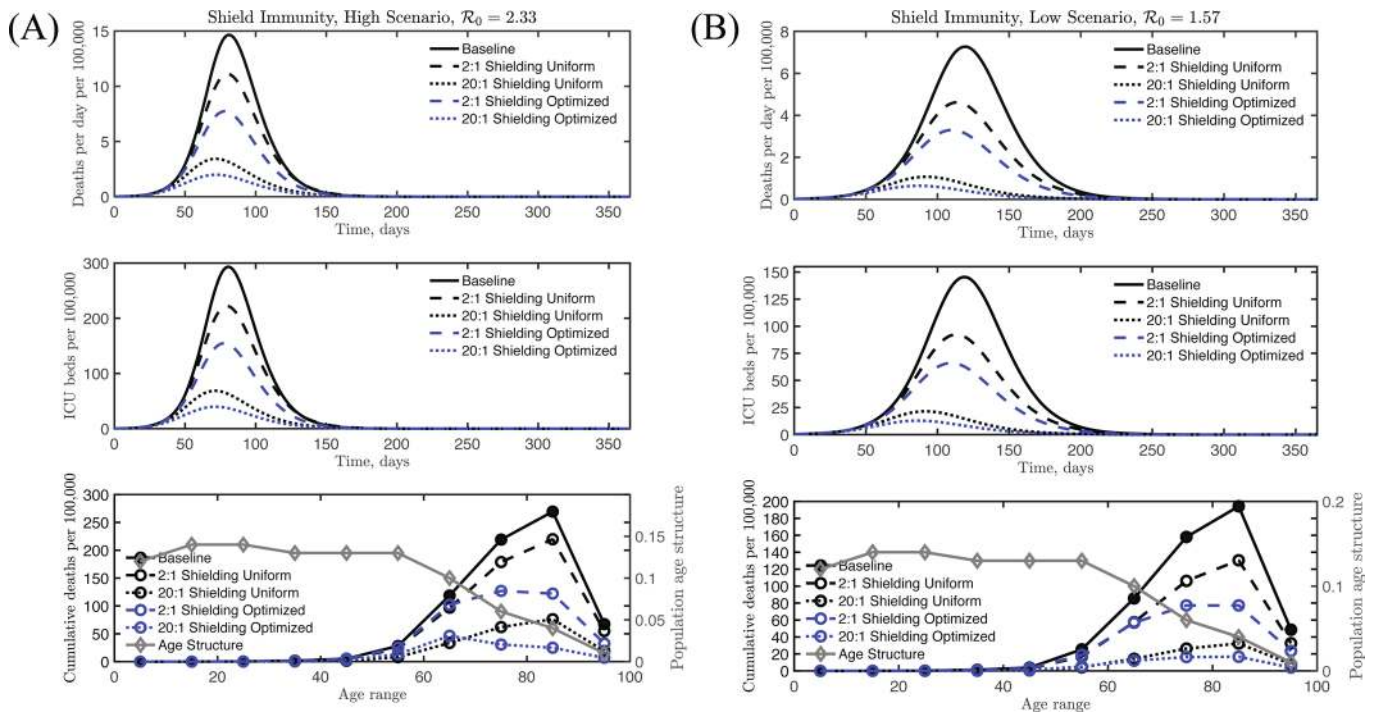 (A)
Shield Immunity, High Scenario, R₀ = 2.33
Deaths per day per 100,000
15
10
5
0
Baseline
2:1 Shielding Uniform
20:1 Shielding Uniform
2:1 Shielding Optimized
20:1 Shielding Optimized
0 50 100 150 200 250 300 350
Time, days
ICU beds per 100,000
300
200
100
0
Baseline
2:1 Shielding Uniform
20:1 Shielding Uniform
2:1 Shielding Optimized
20:1 Shielding Optimized
0 50 100 150 200 250 300 350
Time, days
Cumulative deaths per 100,000
300
250
200
150
100
50
0
Baseline
2:1 Shielding Uniform
20:1 Shielding Uniform
2:1 Shielding Optimized
20:1 Shielding Optimized
Age Structure
0.15
0.1
0.05
0
Population age structure
0 20 40 60 80 100
Age range
(B)
Shield Immunity, Low Scenario, R₀ = 1.57
Deaths per day per 100,000
8
6
4
2
0
Baseline
2:1 Shielding Uniform
20:1 Shielding Uniform
2:1 Shielding Optimized
20:1 Shielding Optimized
0 50 100 150 200 250 300 350
Time, days
ICU beds per 100,000
150
125
100
75
50
25
0
Baseline
2:1 Shielding Uniform
20:1 Shielding Uniform
2:1 Shielding Optimized
20:1 Shielding Optimized
0 50 100 150 200 250 300 350
Time, days
Cumulative deaths per 100,000
200
180
160
140
120
100
80
60
40
20
0
Baseline
2:1 Shielding Uniform
20:1 Shielding Uniform
2:1 Shielding Optimized
20:1 Shielding Optimized
Age Structure
0.2
0.1
0
Population age structure
0 20 40 60 80 100
Age range